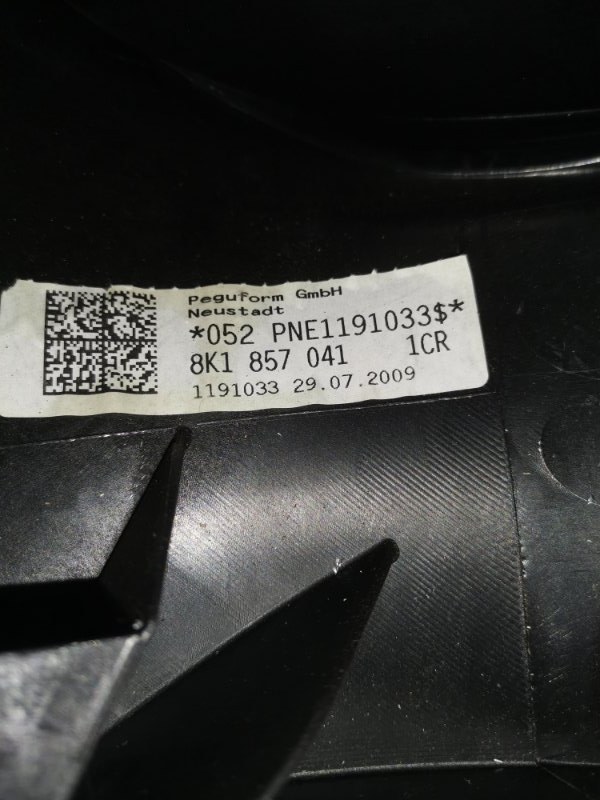 Peguform GmbH
Neustadt
*052 PNE1191033$*
8K1 857 041 1CR
1191033 29.07.2009